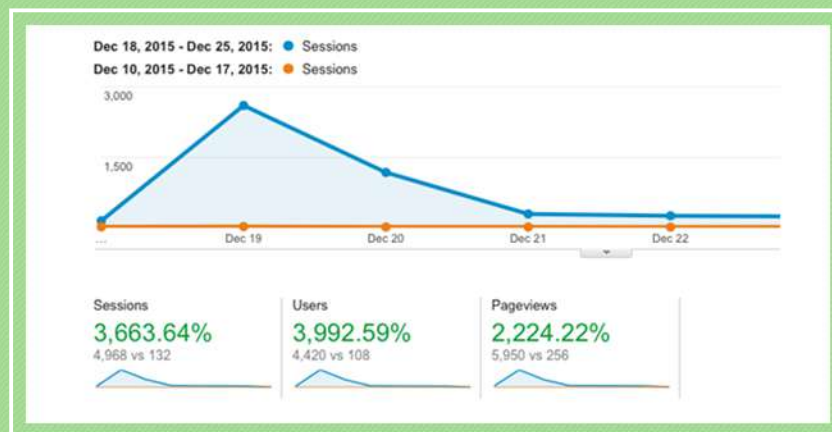 Dec 18, 2015 - Dec 25, 2015: Sessions
Dec 10, 2015 - Dec 17, 2015: Sessions
3,000
1,500
... Dec 19 Dec 20 Dec 21 Dec 22
Sessions Users Pageviews
3,663.64% 3,992.59% 2,224.22%
4,968 vs 132 4,420 vs 108 5,950 vs 256